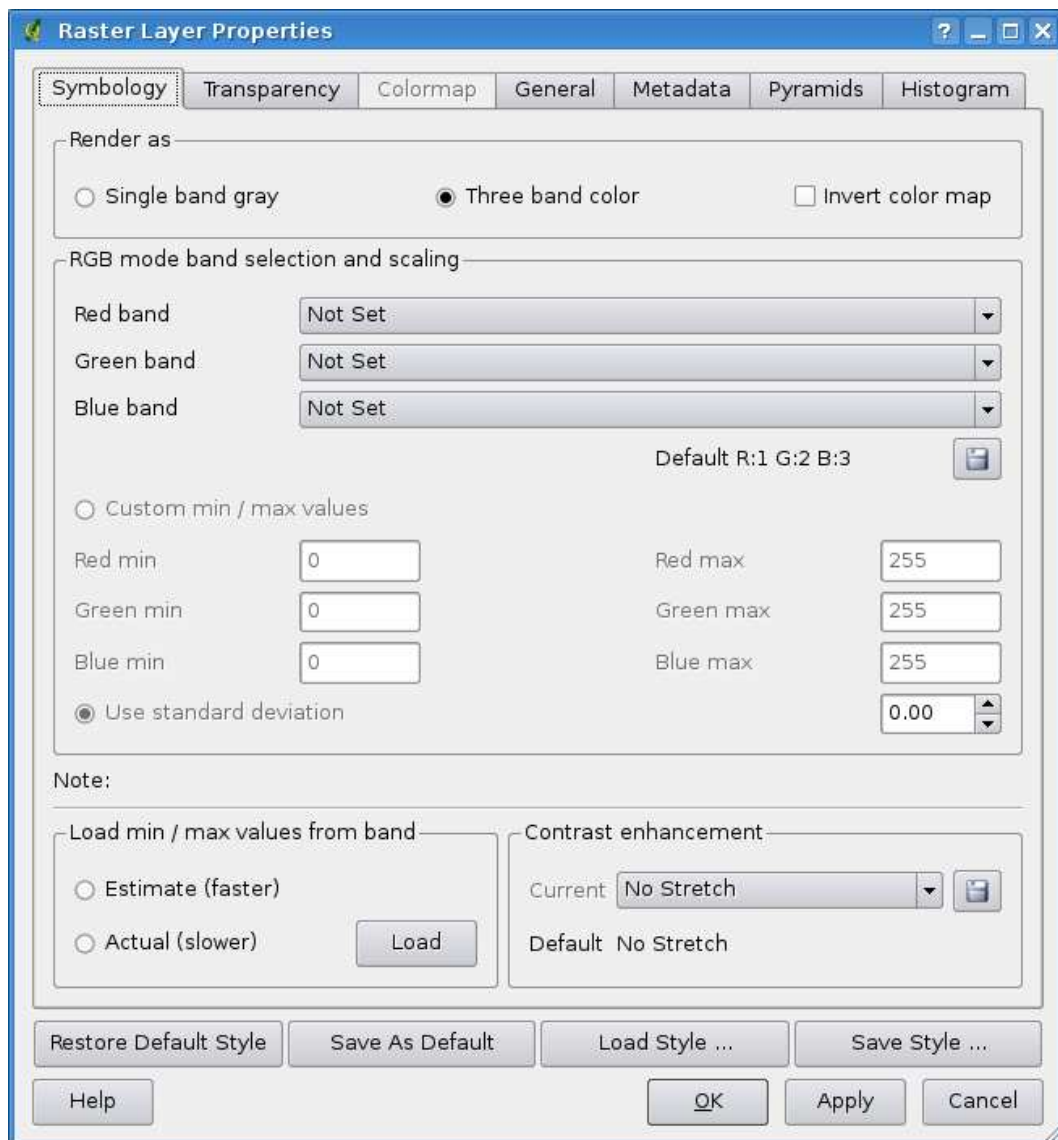 Raster Layer Properties ?
Symbology Transparency Colormap General Metadata Pyramids Histogram
Render as
Single band gray Three band color Invert color map
RGB mode band selection and scaling
Red band Not Set
Green band Not Set
Blue band Not Set
Default R:1 G:2 B:3
Custom min / max values
Red min 0 Red max 255
Green min 0 Green max 255
Blue min 0 Blue max 255
Use standard deviation 0.00
Note:
Load min / max values from band
Estimate (faster)
Actual (slower) Load
Contrast enhancement
Current No Stretch
Default No Stretch
Restore Default Style Save As Default Load Style ... Save Style ...
Help OK Apply Cancel